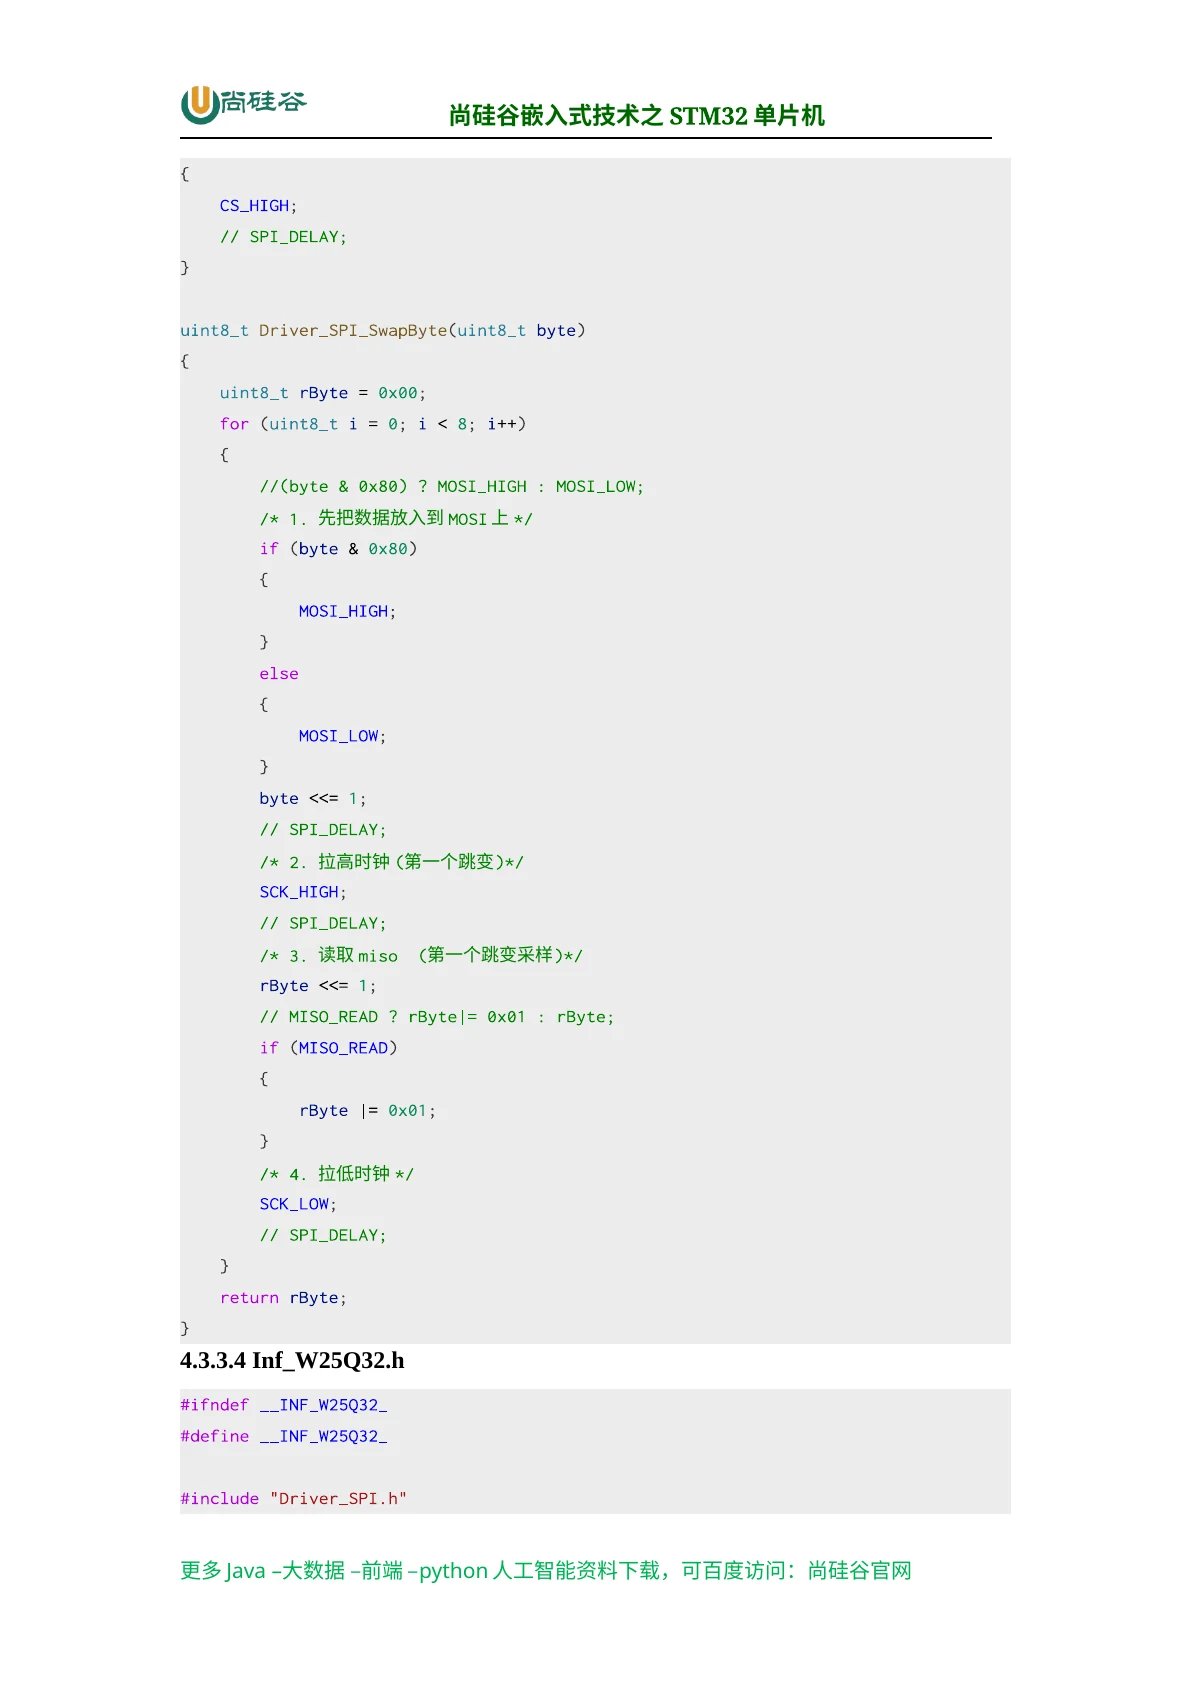 尚硅谷
尚硅谷嵌入式技术之 STM32 单片机
{
    CS_HIGH;
    // SPI_DELAY;
}

uint8_t Driver_SPI_SwapByte(uint8_t byte)
{
    uint8_t rByte = 0x00;
    for (uint8_t i = 0; i < 8; i++)
    {
        //(byte & 0x80) ? MOSI_HIGH : MOSI_LOW;
        /* 1. 先把数据放入到 MOSI 上 */
        if (byte & 0x80)
        {
            MOSI_HIGH;
        }
        else
        {
            MOSI_LOW;
        }
        byte <<= 1;
        // SPI_DELAY;
        /* 2. 拉高时钟 (第一个跳变)*/
        SCK_HIGH;
        // SPI_DELAY;
        /* 3. 读取 miso  (第一个跳变采样)*/
        rByte <<= 1;
        // MISO_READ ? rByte|= 0x01 : rByte;
        if (MISO_READ)
        {
            rByte |= 0x01;
        }
        /* 4. 拉低时钟 */
        SCK_LOW;
        // SPI_DELAY;
    }
    return rByte;
}
4.3.3.4 Inf_W25Q32.h
#ifndef __INF_W25Q32_
#define __INF_W25Q32_

#include "Driver_SPI.h"
更多 Java –大数据 –前端 –python 人工智能资料下载，可百度访问：尚硅谷官网